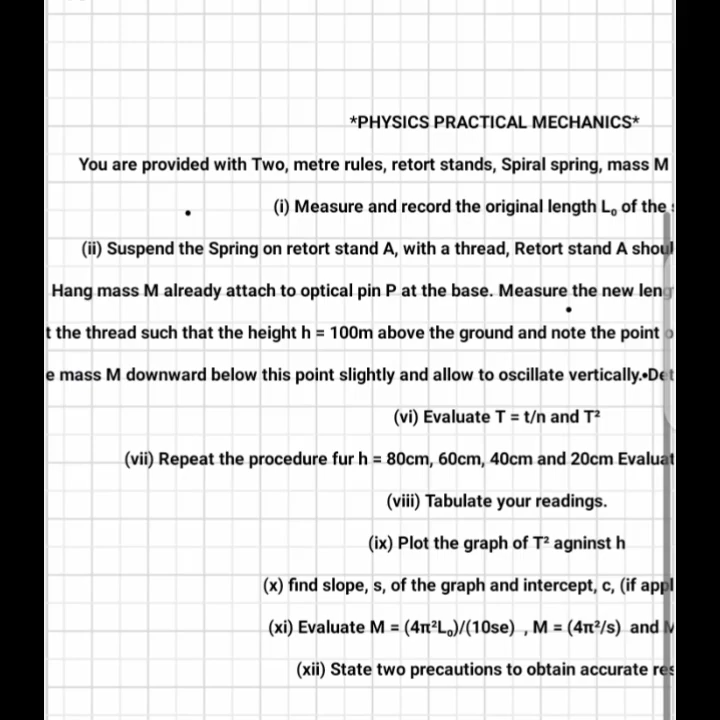 *PHYSICS PRACTICAL MECHANICS*
You are provided with Two, metre rules, retort stands, Spiral spring, mass M
(i) Measure and record the original length L₀ of the
(ii) Suspend the Spring on retort stand A, with a thread, Retort stand A
Hang mass M already attach to optical pin P at the base. Measure the new
the thread such that the height h = 100m above the ground and note the point
mass M downward below this point slightly and allow to oscillate vertically.•
(vi) Evaluate T = t/n and T²
(vii) Repeat the procedure fur h = 80cm, 60cm, 40cm and 20cm
(viii) Tabulate your readings.
(ix) Plot the graph of T² agninst h
(x) find slope, s, of the graph and intercept, c, (if
(xi) Evaluate M = (4π²L₀)/(10se) , M = (4π²/s) and
(xii) State two precautions to obtain accurate